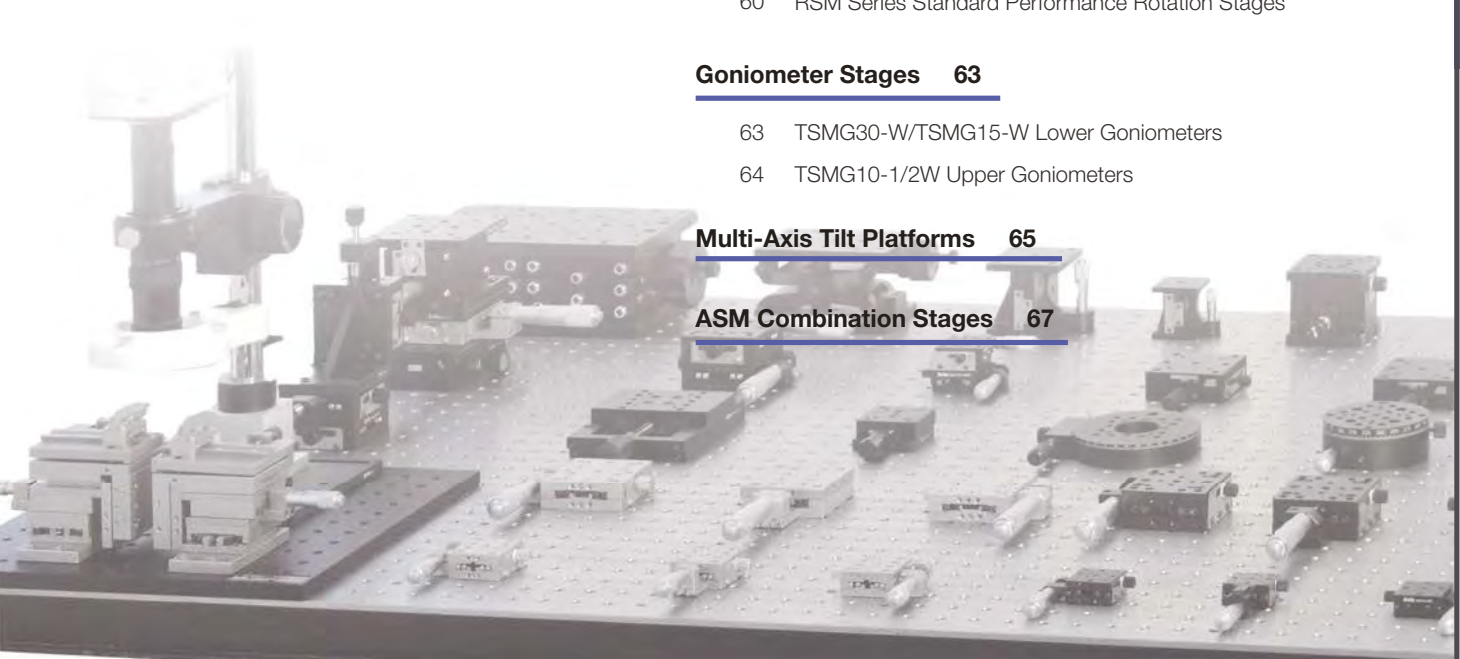 60 RSM Series Standard Performance Rotation Stages
Goniometer Stages 63
63 TSMG30-W/TSMG15-W Lower Goniometers
64 TSMG10-1/2W Upper Goniometers
Multi-Axis Tilt Platforms 65
ASM Combination Stages 67